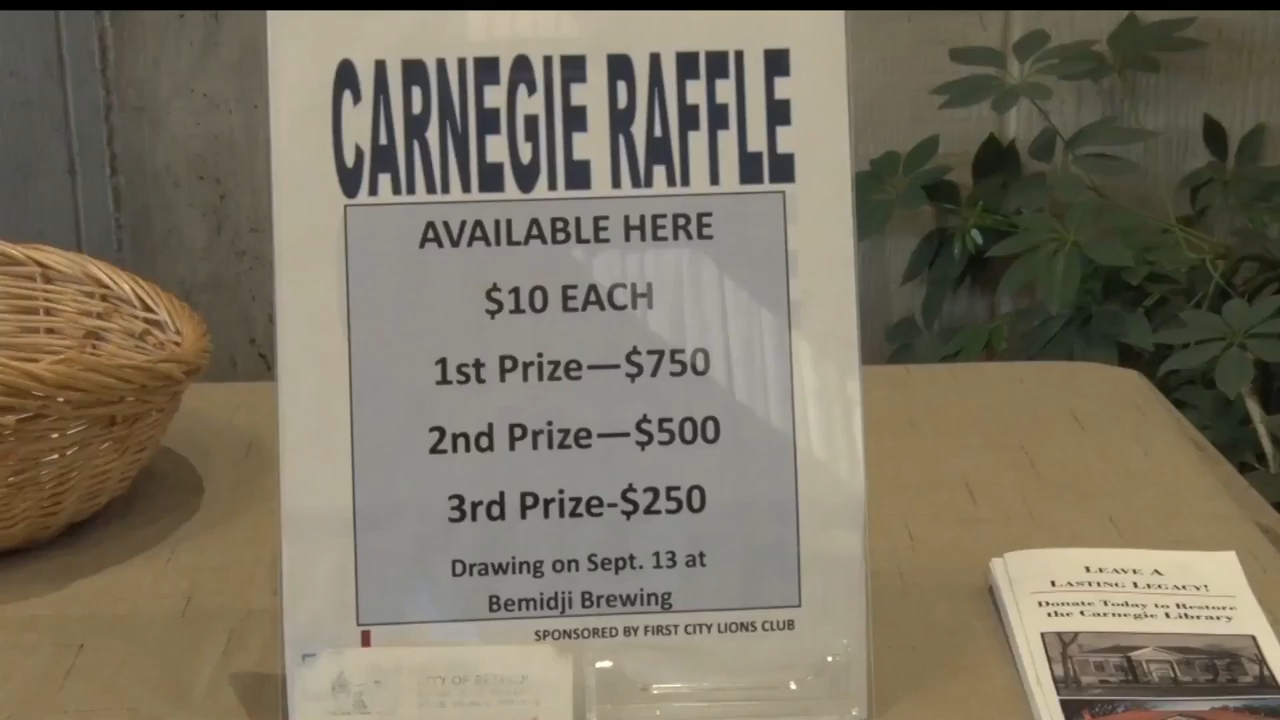 CARNEGIE RAFFLE
AVAILABLE HERE
$10 EACH
1st Prize—$750
2nd Prize—$500
3rd Prize-$250
Drawing on Sept. 13 at
Bemidji Brewing
SPONSORED BY FIRST CITY LIONS CLUB
CITY OF BEMIDJI
LEAVE A
LASTING LEGACY!
Donate Today to Restore
the Carnegie Library